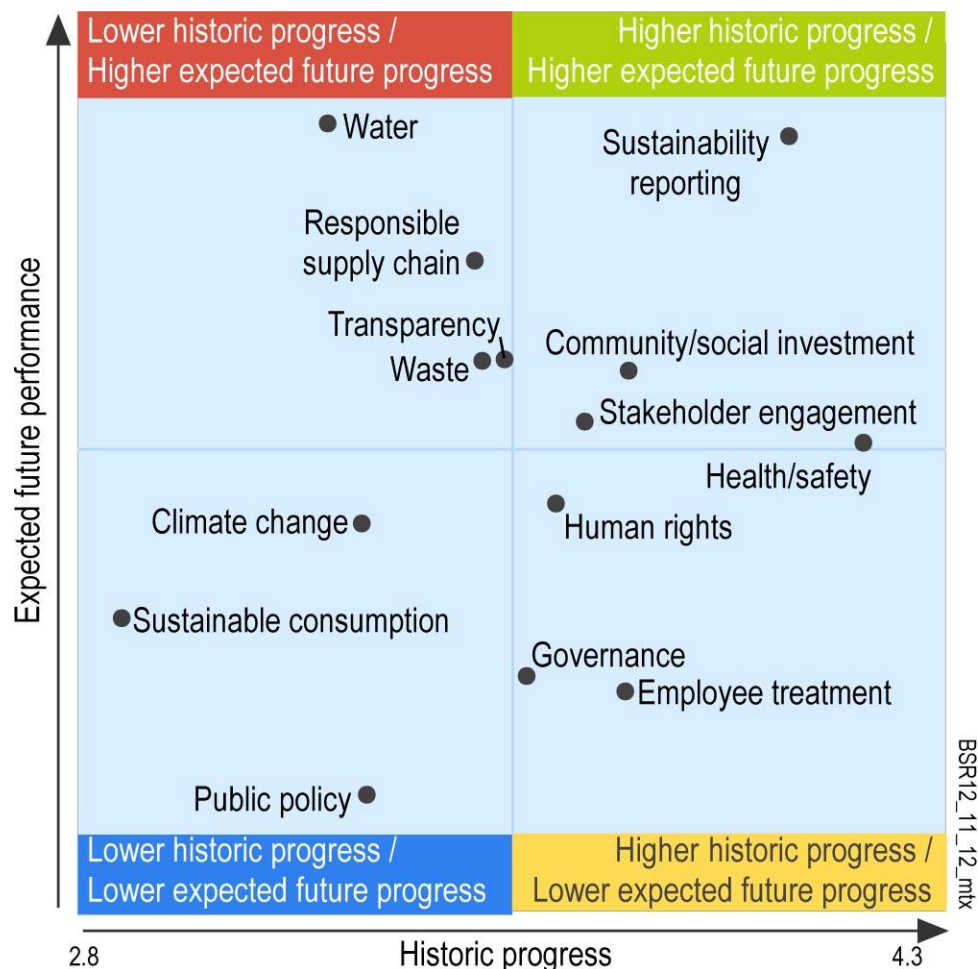 Lower historic progress /
Higher expected future progress
Higher historic progress /
Higher expected future progress
Water
Sustainability
reporting
Responsible
supply chain
Transparency
Waste
Community/social investment
Stakeholder engagement
Health/safety
Climate change
Human rights
Sustainable consumption
Governance
Employee treatment
Public policy
Lower historic progress /
Lower expected future progress
Higher historic progress /
Lower expected future progress
Expected future performance
2.8
Historic progress
4.3
BSR12_11_12_mtx